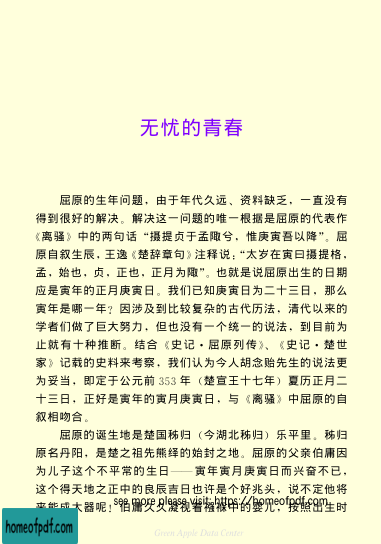 无忧的青春
屈原的生年问题，由于年代久远、资料缺乏，一直没有
得到很好的解决。解决这一问题的唯一根据是屈原的代表作
《离骚》中的两句话“摄提贞于孟陬兮，惟庚寅吾以降”。屈
原自叙生辰，王逸《楚辞章句》注释说：“太岁在寅曰摄提格，
孟，始也，贞，正也，正月为陬”。也就是说屈原出生的日期
应是寅年的正月庚寅日。我们已知庚寅日为二十三日，那么
寅年是哪一年？因涉及到比较复杂的古代历法，清代以来的
学者们做了巨大努力，但也没有一个统一的说法，到目前为
止就有十种推断。结合《史记·屈原列传》、《史记·楚世
家》记载的史料来考察，我们认为今人胡念贻先生的说法更
为妥当，即定于公元前 353 年（楚宣王十七年）夏历正月二
十三日，正好是寅年的寅月庚寅日，与《离骚》中屈原的自
叙相吻合。
屈原的诞生地是楚国秭归（今湖北秭归）乐平里。秭归
原名丹阳，是楚之祖先熊绎的始封之地。屈原的父亲伯庸因
为儿子这个不平常的生日——寅年寅月庚寅日而兴奋不已，
这个得天地之正中的良辰吉日也许是个好兆头，说不定他将
来能成大器呢！伯庸久久凝视着襁褓中的婴儿，按照出生时
see more please visit: https://homeofpdf.com
homeofpdf.com
Green Apple Data Center